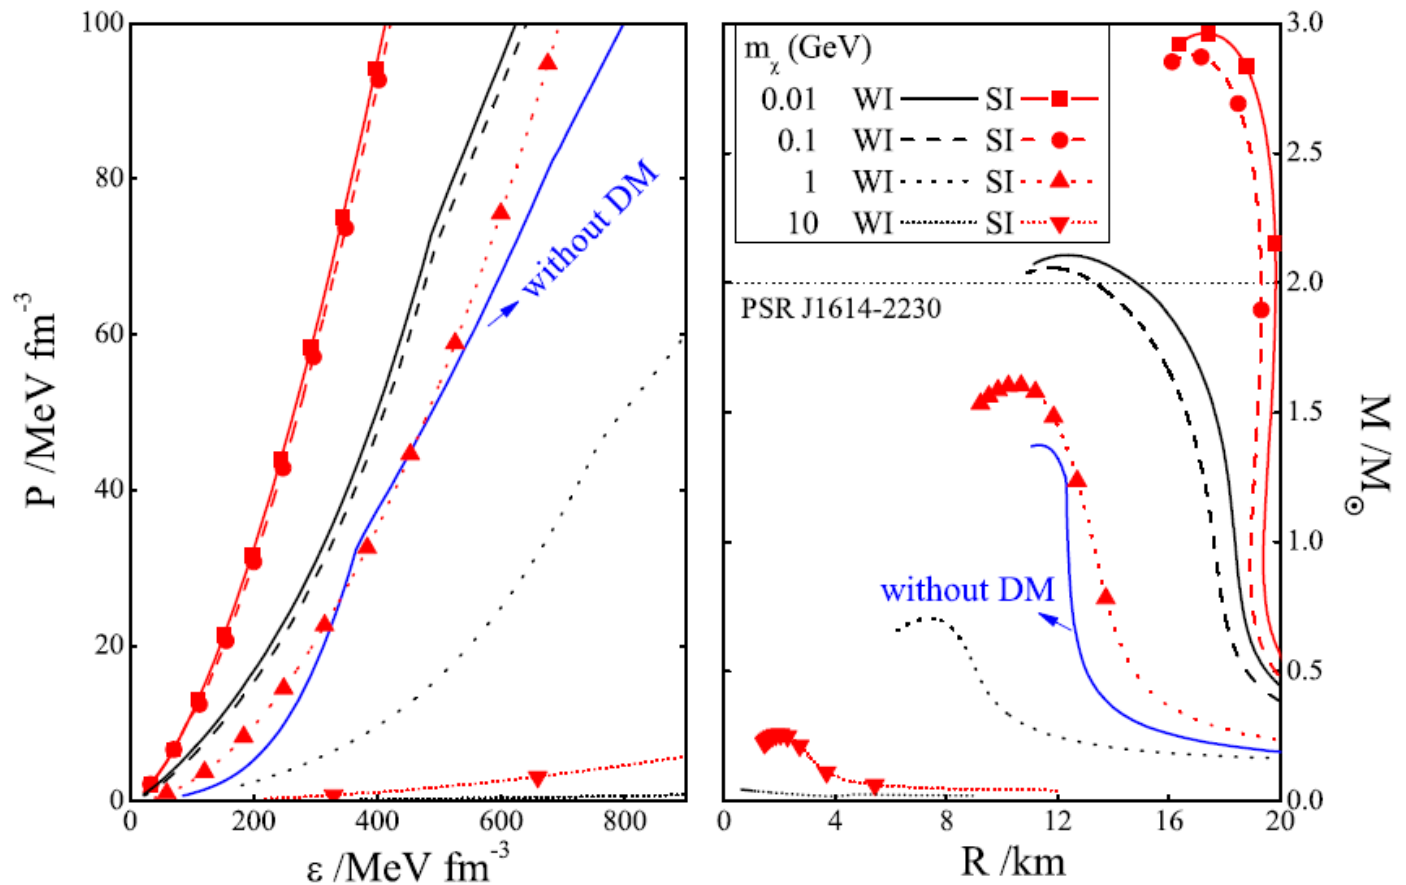 100
80
60
40
20
0
P /MeV fm⁻³
without DM
0 200 400 600 800
ε /MeV fm⁻³
m_χ (GeV)
0.01 WI SI
0.1 WI SI
1 WI SI
10 WI SI
PSR J1614-2230
without DM
3.0
2.5
2.0
1.5
1.0
0.5
0.0
M /M_⊙
0 4 8 12 16 20
R /km